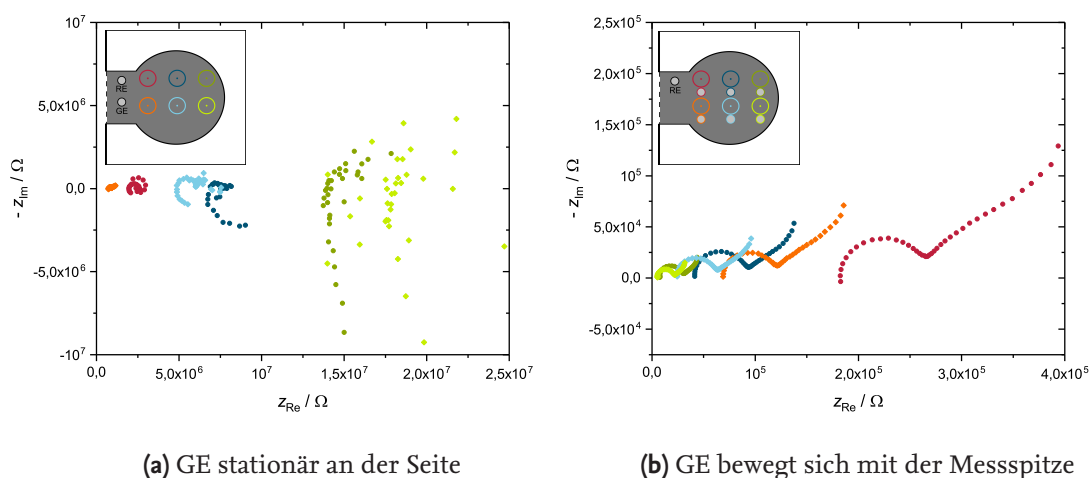 10⁷
5,0x10⁶
0,0
-5,0x10⁶
-10⁷
- z_Im / Ω
RE
GE
0,0
5,0x10⁶
10⁷
1,5x10⁷
2,0x10⁷
2,5x10⁷
z_Re / Ω
(a) GE stationär an der Seite
2,5x10⁵
2,0x10⁵
1,5x10⁵
10⁵
5,0x10⁴
0,0
-5,0x10⁴
- z_Im / Ω
RE
0,0
10⁵
2,0x10⁵
3,0x10⁵
4,0x10⁵
z_Re / Ω
(b) GE bewegt sich mit der Messspitze